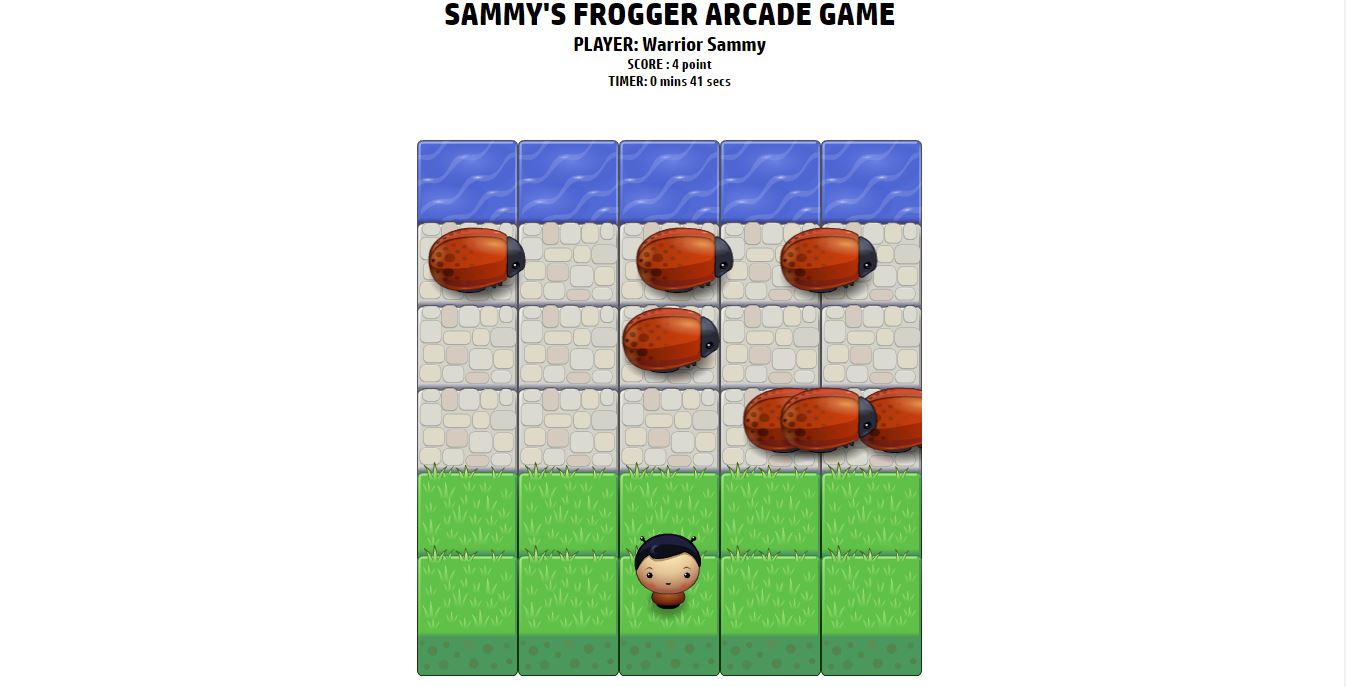 SAMMY'S FROGGER ARCADE GAME
PLAYER: Warrior Sammy
SCORE : 4 point
TIMER: 0 mins 41 secs